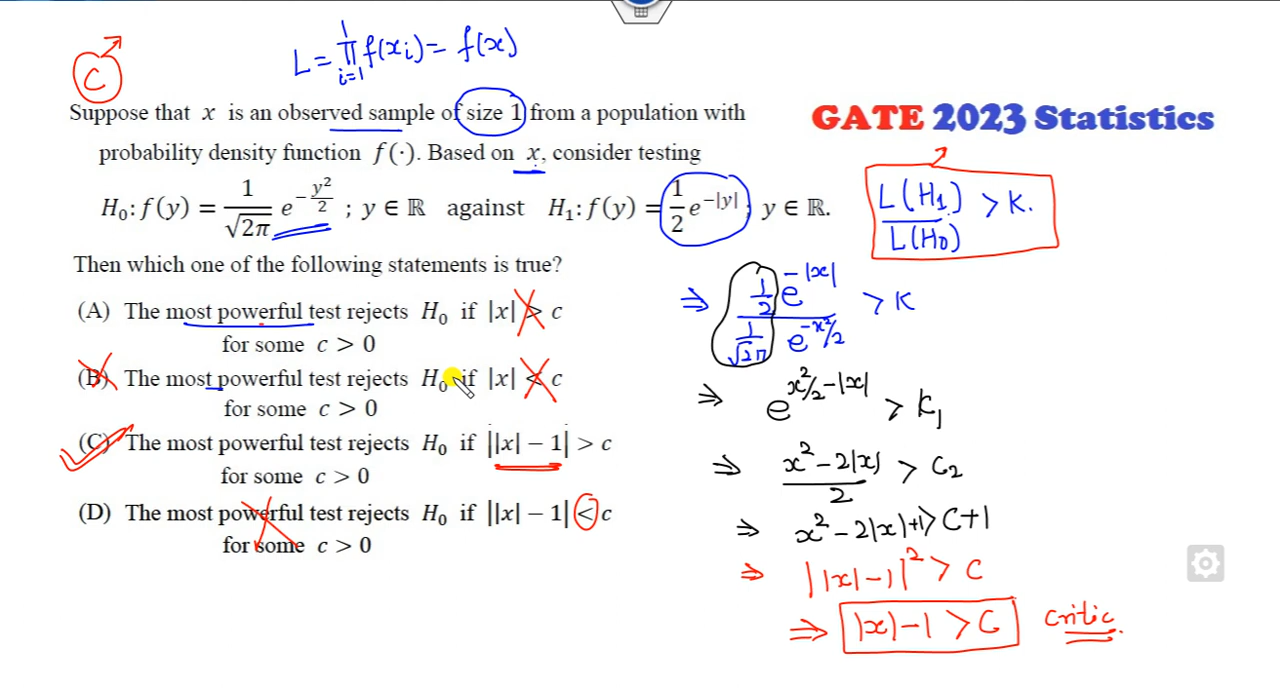 C
L = ∏ᵢ₌₁¹ f(xᵢ) = f(x)
Suppose that x is an observed sample of size 1 from a population with
probability density function f(·). Based on x, consider testing
H₀: f(y) = 1/√2π e^(-y²/2) ; y ∈ ℝ against H₁: f(y) = 1/2 e^(-|y|) , y ∈ ℝ.
Then which one of the following statements is true?
(A) The most powerful test rejects H₀ if |x| > c
for some c > 0
(B) The most powerful test rejects H₀ if |x| < c
for some c > 0
(C) The most powerful test rejects H₀ if ||x| − 1| > c
for some c > 0
(D) The most powerful test rejects H₀ if ||x| − 1| < c
for some c > 0
GATE 2023 Statistics
L(H₁)/L(H₀) > K.
⇒ (1/2 e^(-|x|))/(1/√2π e^(-x²/2)) > K
⇒ e^(x²/2 - |x|) > K₁
⇒ (x² - 2|x|)/2 > C₂
⇒ x² - 2|x| + 1 > C + 1
⇒ ||x| - 1|² > C
⇒ |x| - 1 > C critic.